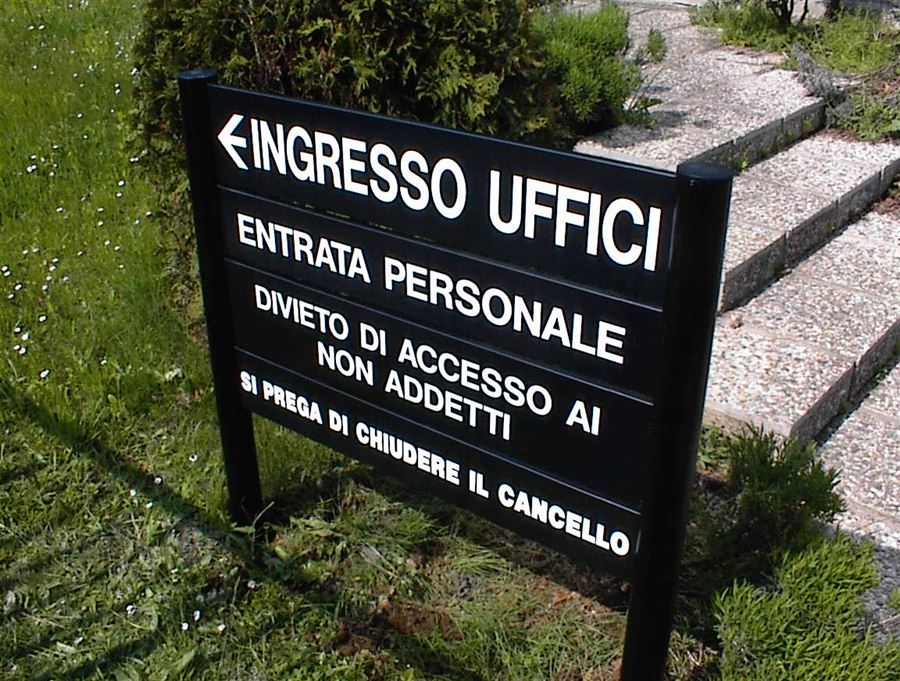 INGRESSO UFFICI
ENTRATA PERSONALE
DIVIETO DI ACCESSO AI
NON ADDETTI
SI PREGA DI CHIUDERE IL CANCELLO